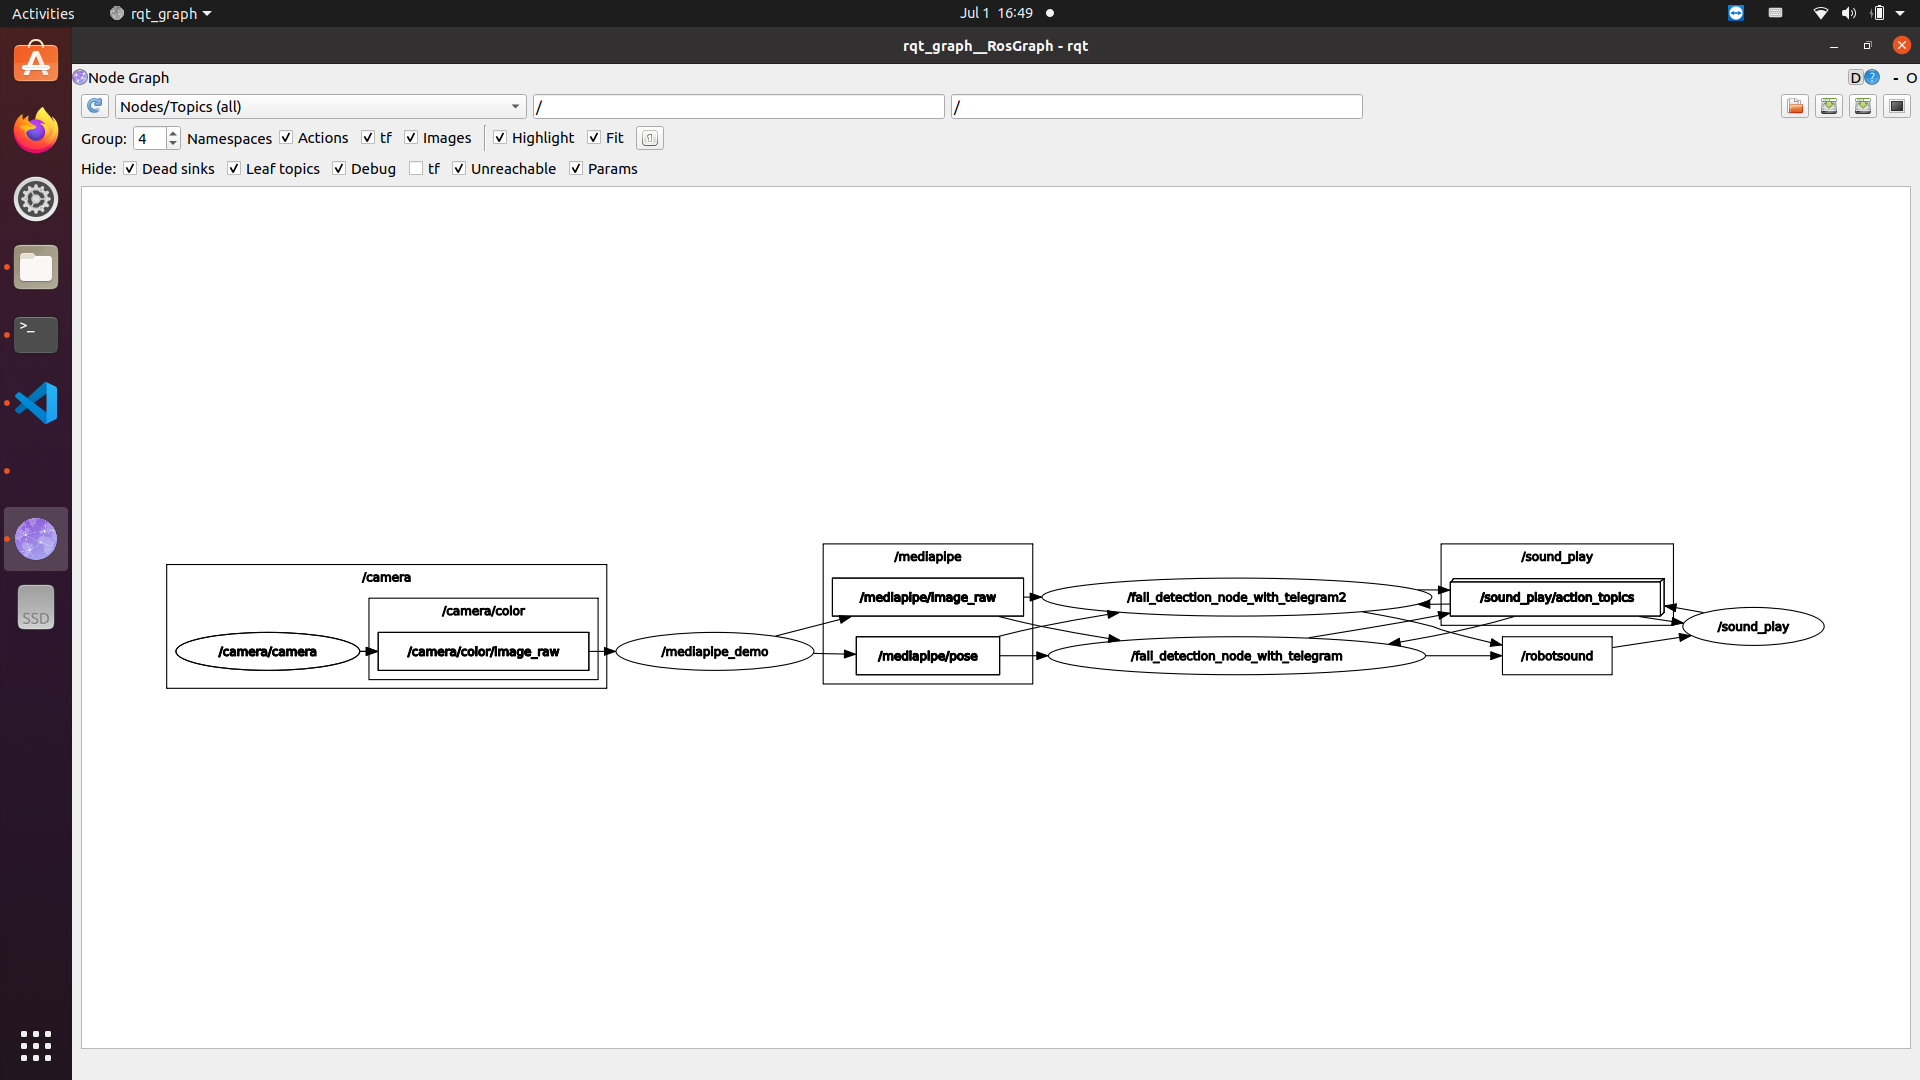 Activities rqt_graph Jul 1 16:49
rqt_graph__RosGraph - rqt
Node Graph D ? - O
Nodes/Topics (all) / /
Group: 4 Namespaces Actions tf Images Highlight Fit
Hide: Dead sinks Leaf topics Debug tf Unreachable Params
>_
SSD
/camera
/camera/color
/camera/camera
/camera/color/image_raw
/mediapipe_demo
/mediapipe
/mediapipe/image_raw
/mediapipe/pose
/fall_detection_node_with_telegram2
/fall_detection_node_with_telegram
/sound_play
/sound_play/action_topics
/robotsound
/sound_play